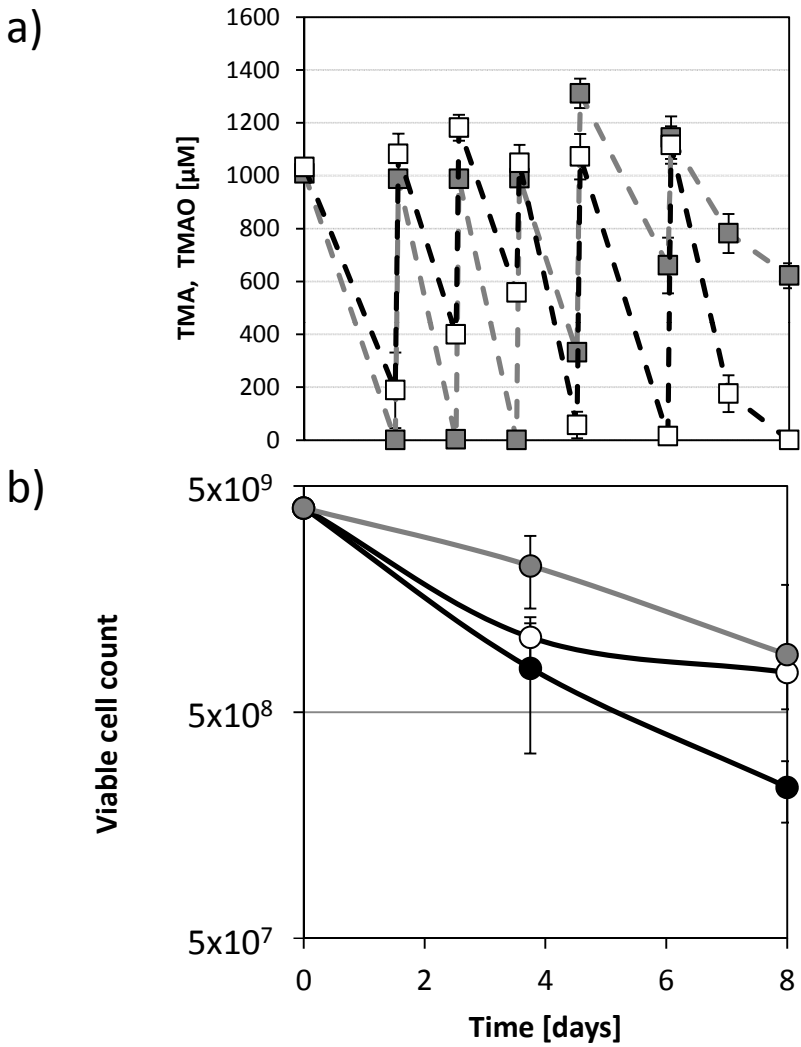 a)
TMA, TMAO [µM]
1600
1400
1200
1000
800
600
400
200
0
b)
Viable cell count
5x10⁹
5x10⁸
5x10⁷
0 2 4 6 8
Time [days]